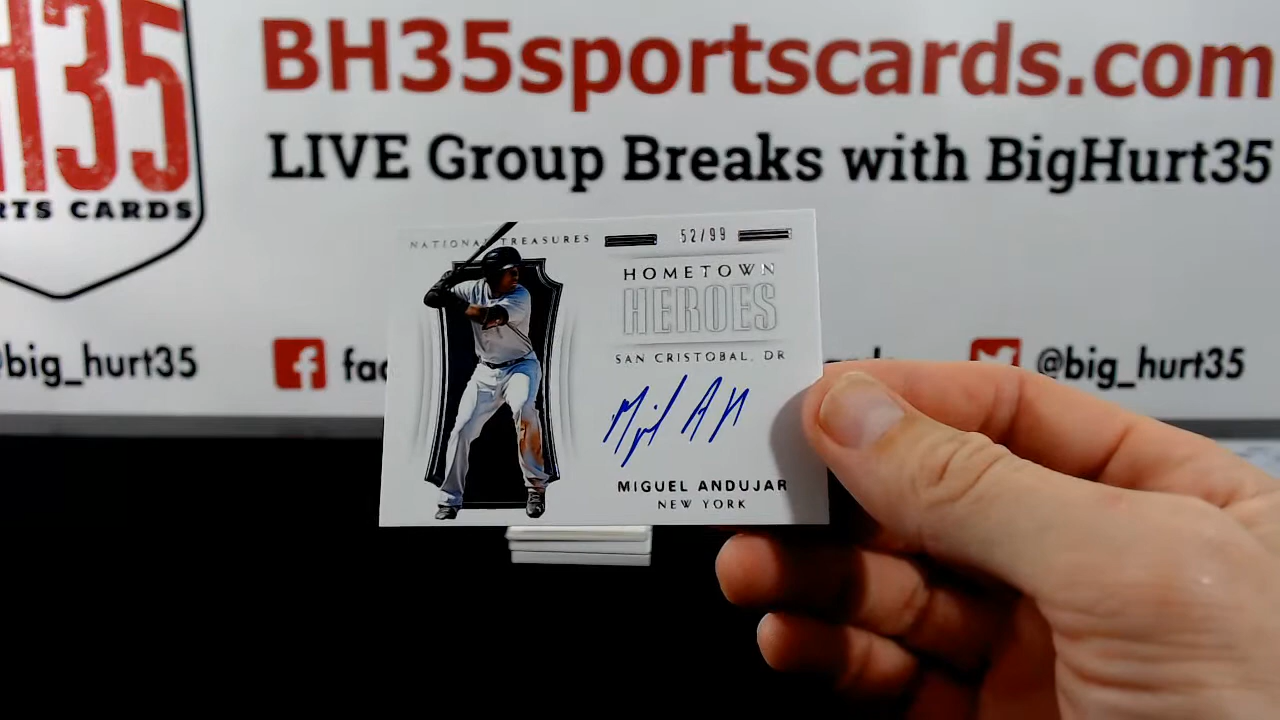 BH35sportscards.com
LIVE Group Breaks with BigHurt35
H35
RTS CARDS
big_hurt35
@big_hurt35
NATIONAL TREASURES
52/99
HOMETOWN
HEROES
SAN CRISTOBAL, DR
MIGUEL ANDUJAR
NEW YORK